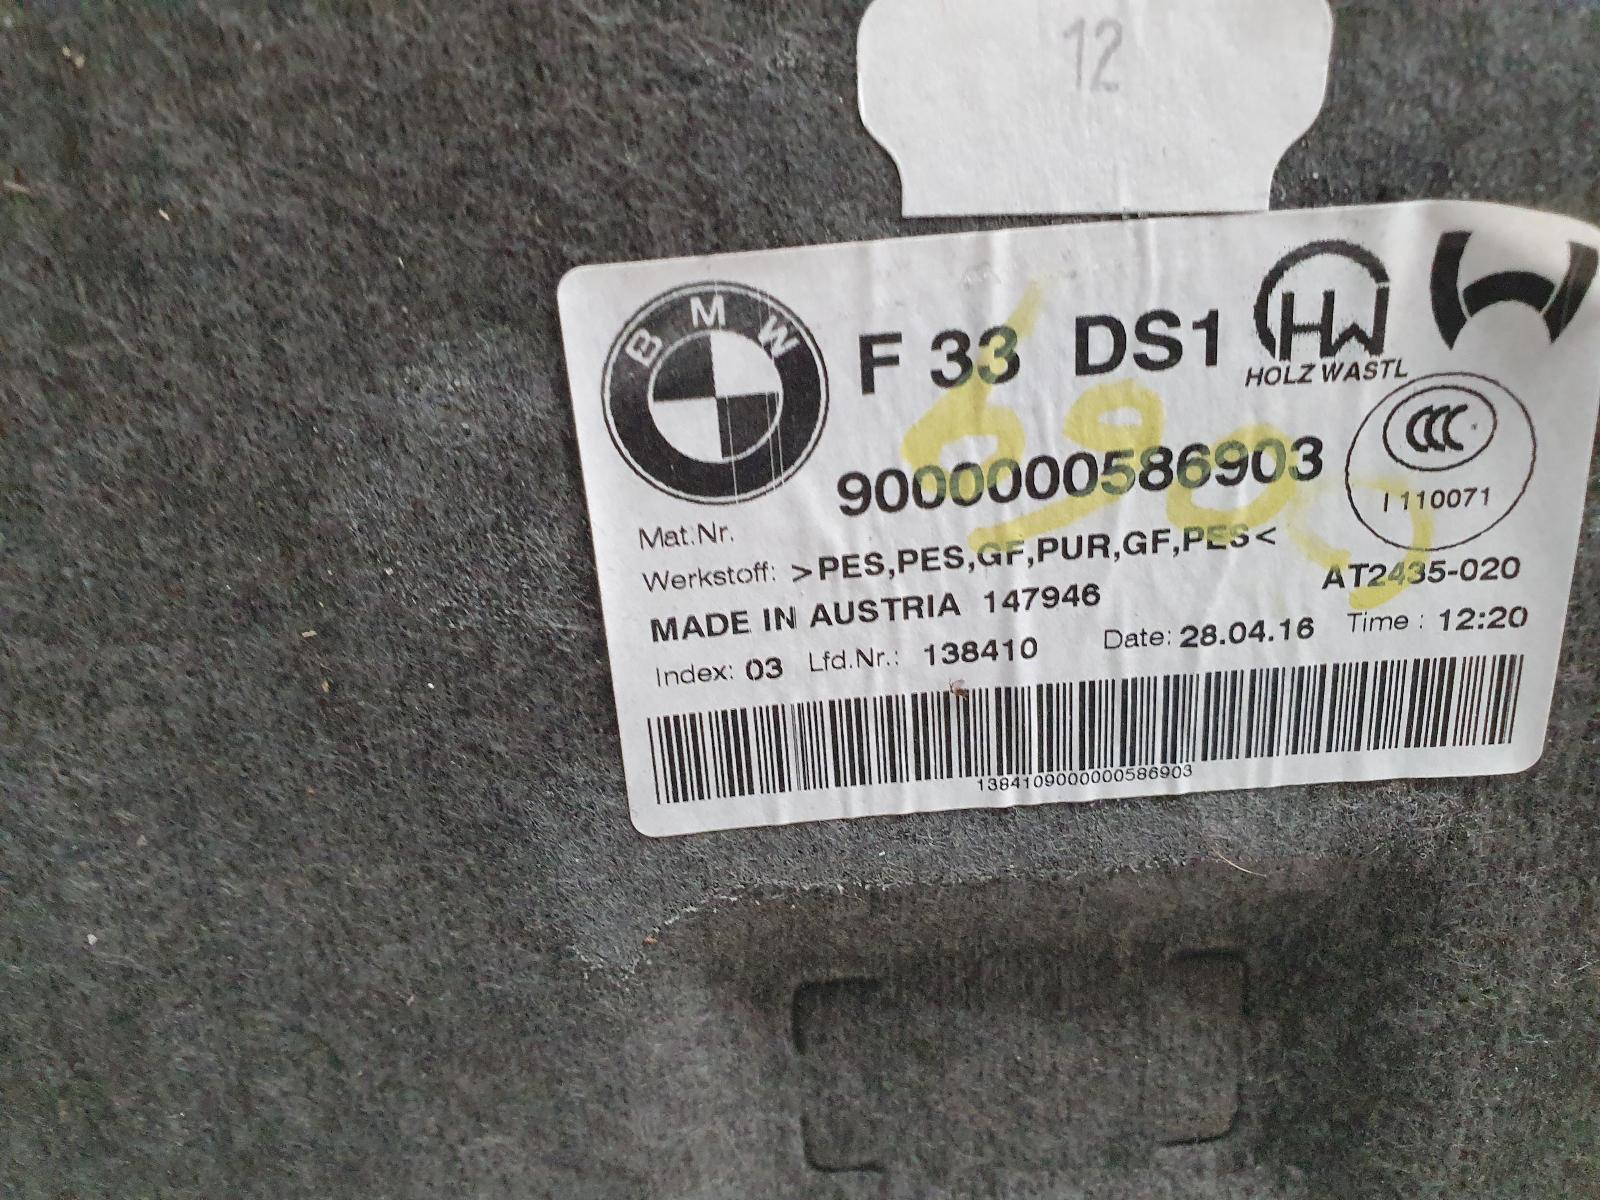 12
BMW
F 33 DS1
HW
HOLZ WASTL
CCC
I 110071
9000000586903
6903
Mat.Nr.
Werkstoff: >PES,PES,GF,PUR,GF,PES<
AT2435-020
MADE IN AUSTRIA 147946
Index: 03 Lfd.Nr.: 138410 Date: 28.04.16 Time : 12:20
1384109000000586903